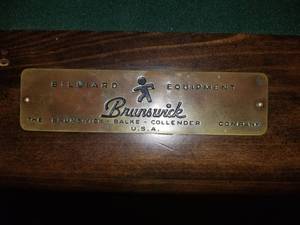 BILLIARD EQUIPMENT
Brunswick
THE BRUNSWICK-BALKE-COLLENDER COMPANY
U.S.A.